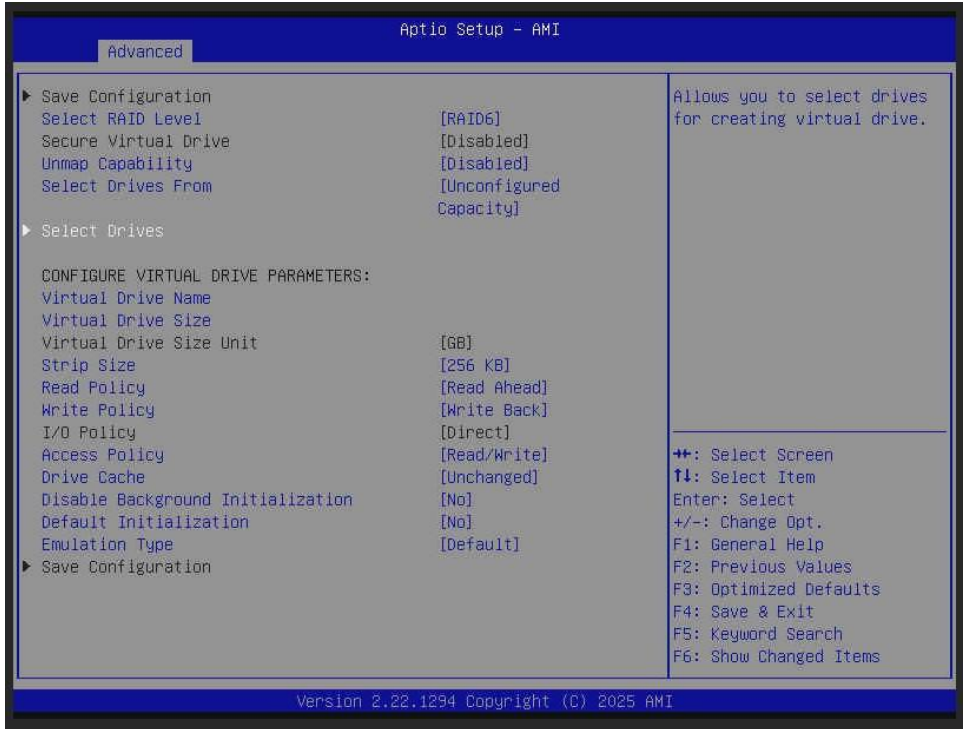 Aptio Setup – AMI
Advanced
Save Configuration
Select RAID Level [RAID6]
Secure Virtual Drive [Disabled]
Unmap Capability [Disabled]
Select Drives From [Unconfigured
Capacity]
Select Drives
CONFIGURE VIRTUAL DRIVE PARAMETERS:
Virtual Drive Name
Virtual Drive Size
Virtual Drive Size Unit [GB]
Strip Size [256 KB]
Read Policy [Read Ahead]
Write Policy [Write Back]
I/O Policy [Direct]
Access Policy [Read/Write]
Drive Cache [Unchanged]
Disable Background Initialization [No]
Default Initialization [No]
Emulation Type [Default]
Save Configuration
Allows you to select drives
for creating virtual drive.
→←: Select Screen
↑↓: Select Item
Enter: Select
+/-: Change Opt.
F1: General Help
F2: Previous Values
F3: Optimized Defaults
F4: Save & Exit
F5: Keyword Search
F6: Show Changed Items
Version 2.22.1294 Copyright (C) 2025 AMI